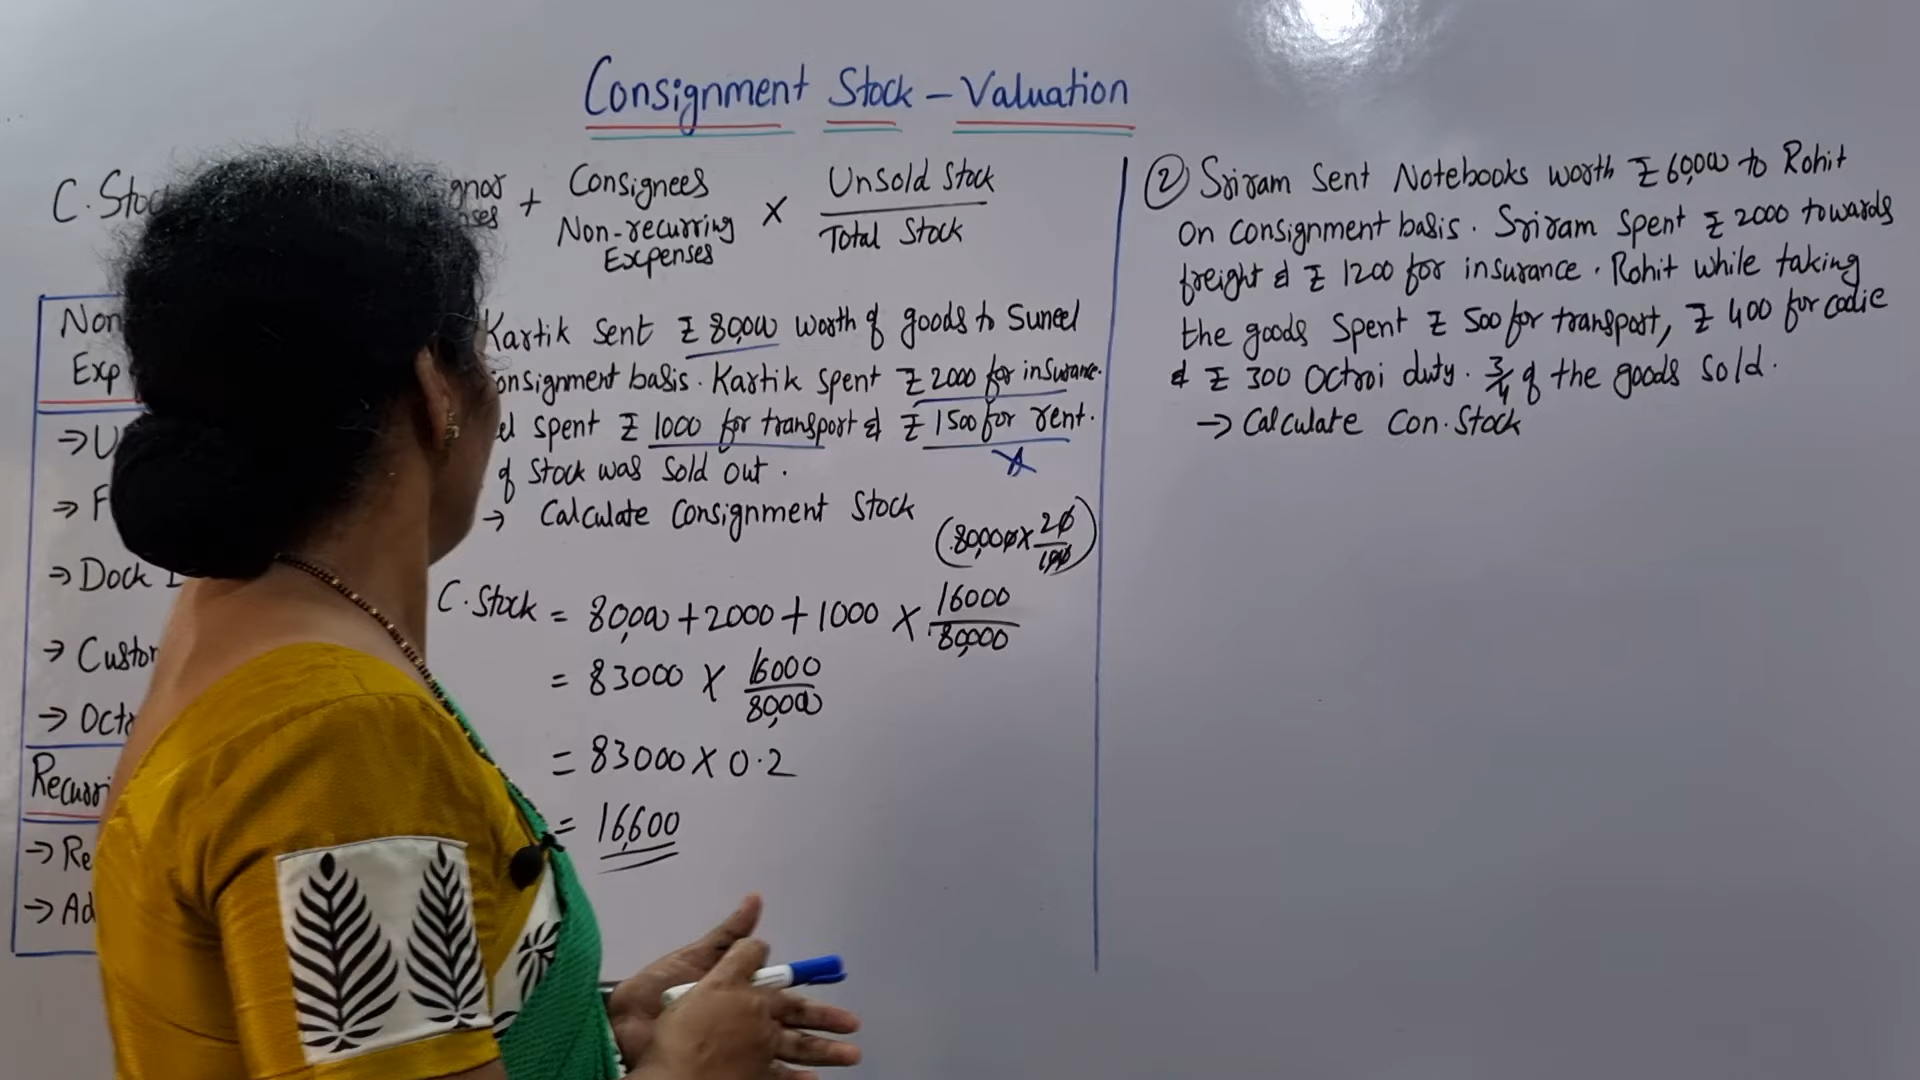 Consignment Stock - Valuation
C. Stoc
+ Consignees Non-recurring Expenses × UnSold Stock / Total Stock
Non
Exp
→ U
→ F
→ Dock
→ Custom
→ Octr
Recurri
→ Re
→ Ad
Kartik Sent ₹ 80,000 worth of goods to Suneel
onsignment basis. Kartik spent ₹ 2000 for insurance.
el spent ₹ 1000 for transport & ₹ 1500 for rent.
of Stock was Sold out.
→ Calculate Consignment Stock
(80,000 × 20/100)
C. Stock = 80,000 + 2000 + 1000 × 16000/80,000
= 83000 × 16000/80,000
= 83000 × 0.2
= 16,600
② Sriram Sent Notebooks worth ₹ 60,000 to Rohit
on consignment basis. Sriram spent ₹ 2000 towards
freight & ₹ 1200 for insurance. Rohit while taking
the goods Spent ₹ 500 for transport, ₹ 400 for
& ₹ 300 Octroi duty. 3/4 of the goods sold.
→ Calculate Con. Stock